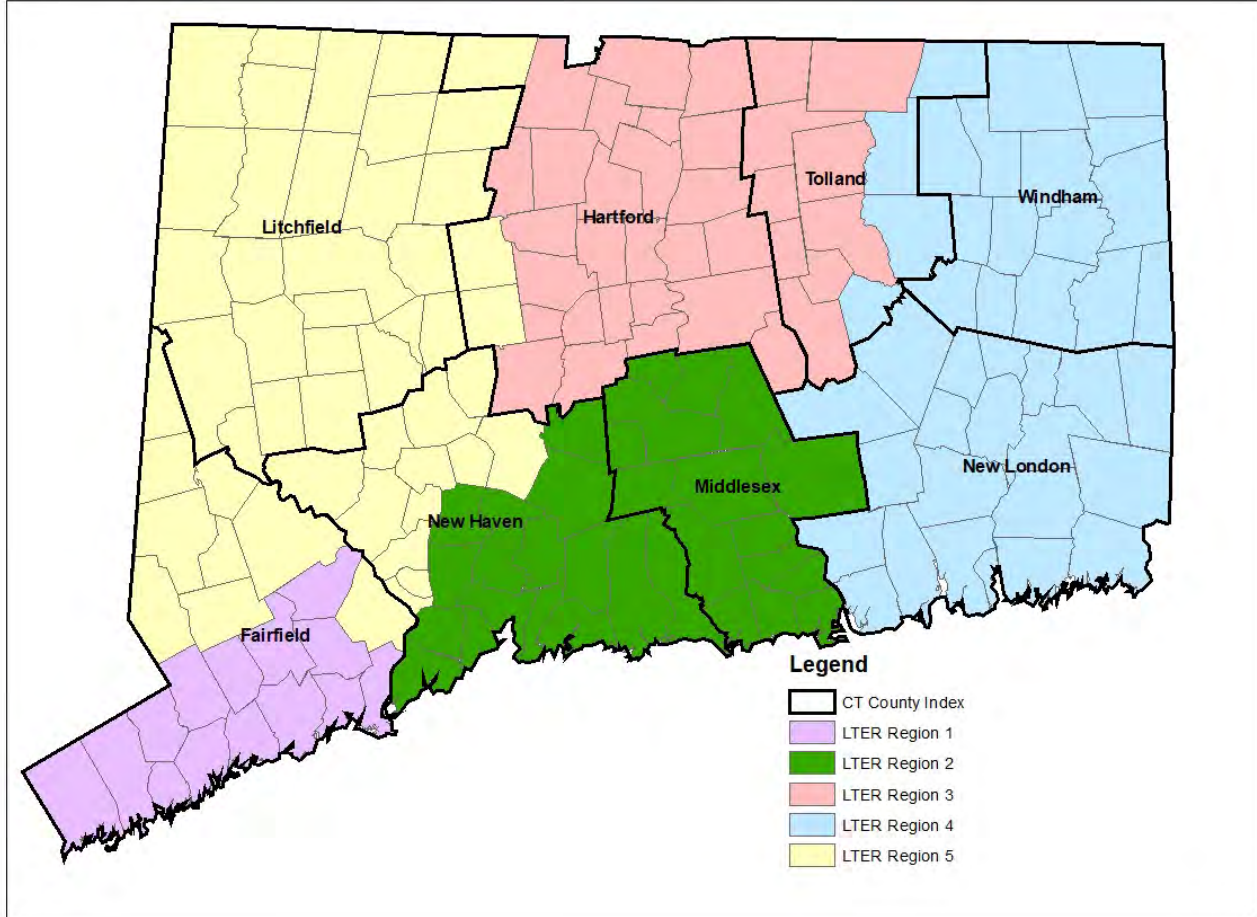 Tolland
Windham
Hartford
Litchfield
New London
Middlesex
New Haven
Fairfield
Legend
CT County Index
LTER Region 1
LTER Region 2
LTER Region 3
LTER Region 4
LTER Region 5